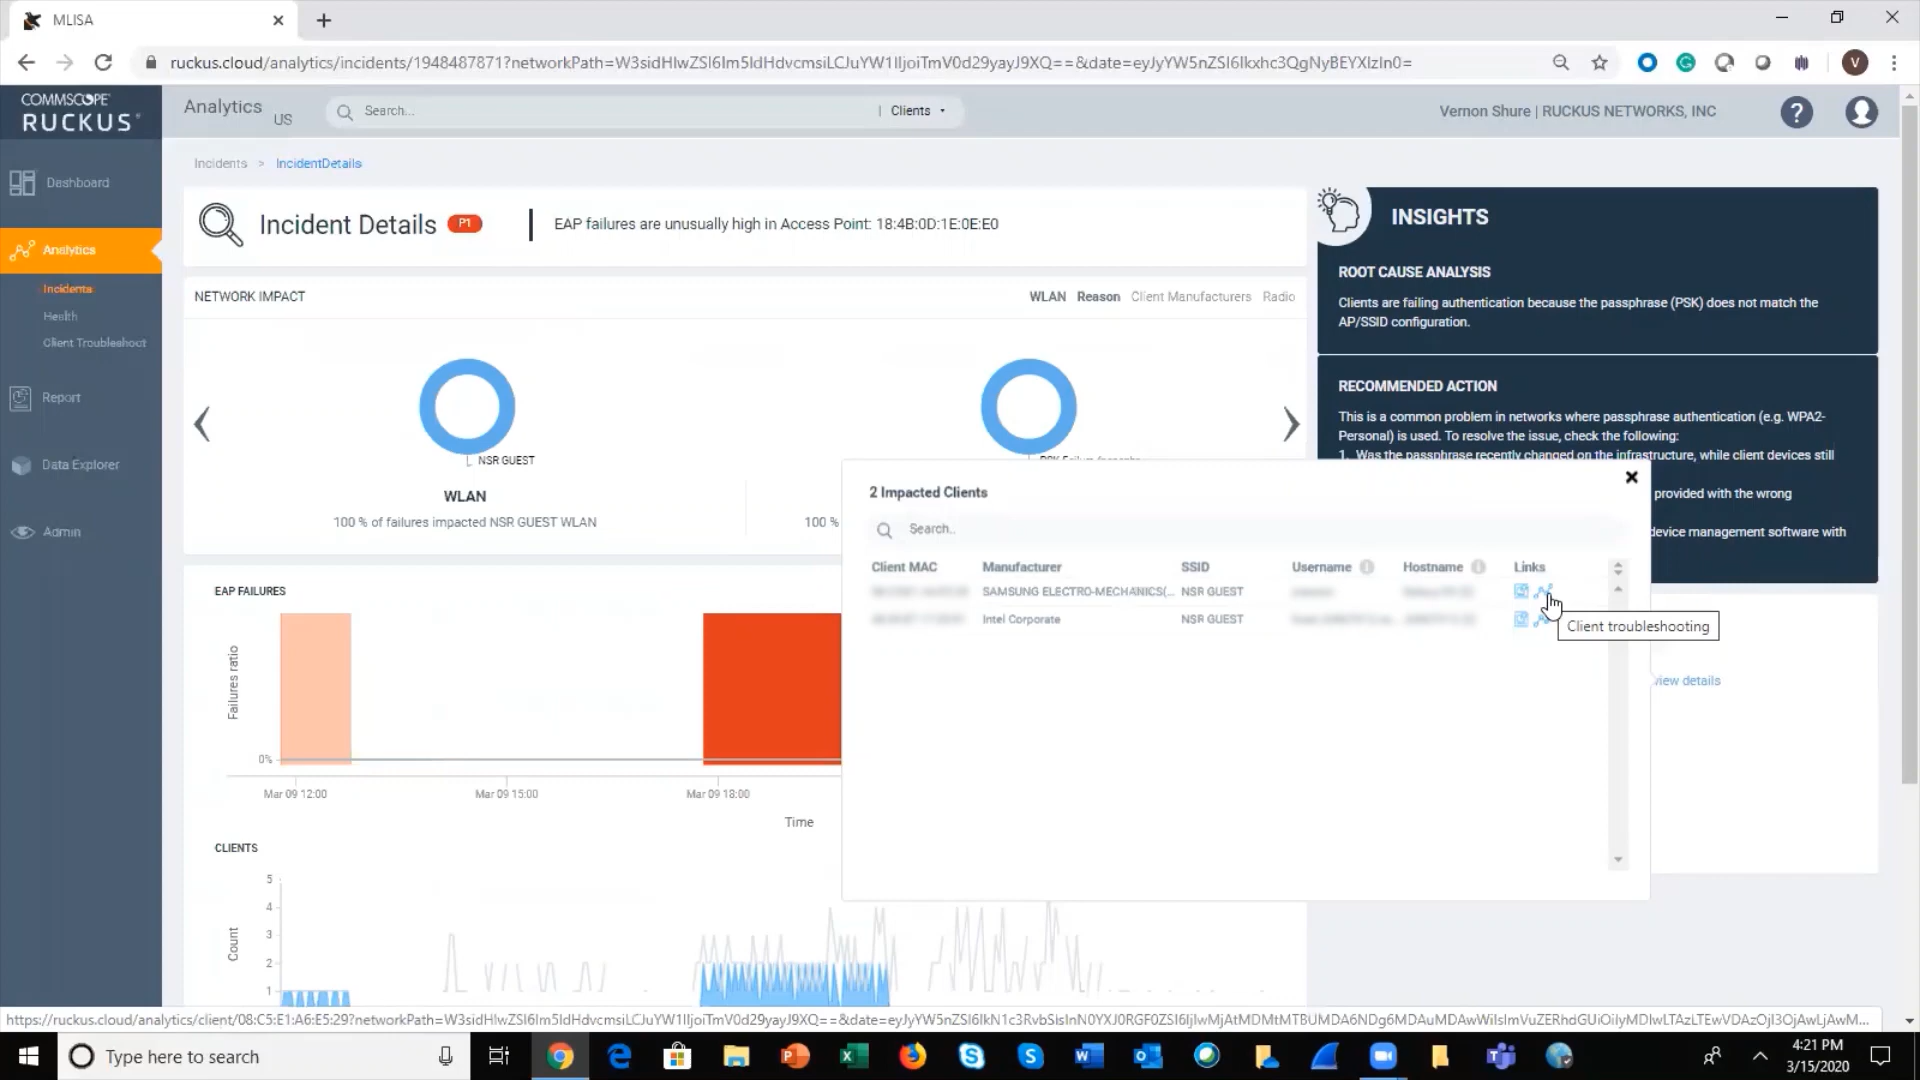 MLISA
ruckus.cloud/analytics/incidents/1948487871?networkPath=W3sidHlwZSI6Im5ldHdvcmsiLCJuYW1lIjoiTmV0d29yayJ9XQ==&date=eyJyYW5nZSI6Ikxhc3QgNyBEYXlzIn0=
V
COMMSCOPE
RUCKUS
Analytics US
Search...
Clients
Vernon Shure | RUCKUS NETWORKS, INC
?
Incidents > IncidentDetails
Dashboard
Analytics
Incidents
Health
Client Troubleshoot
Report
Data Explorer
Admin
Incident Details P1
EAP failures are unusually high in Access Point: 18:4B:0D:1E:0E:E0
NETWORK IMPACT
WLAN Reason Client Manufacturers Radio
NSR GUEST
WLAN
100 % of failures impacted NSR GUEST WLAN
100 %
INSIGHTS
ROOT CAUSE ANALYSIS
Clients are failing authentication because the passphrase (PSK) does not match the
AP/SSID configuration.
RECOMMENDED ACTION
This is a common problem in networks where passphrase authentication (e.g. WPA2-
Personal) is used. To resolve the issue, check the following:
1. Was the passphrase recently changed on the infrastructure, while client devices still
provided with the wrong
device management software with
view details
2 Impacted Clients
Search..
Client MAC Manufacturer SSID Username Hostname Links
SAMSUNG ELECTRO-MECHANICS(... NSR GUEST
Intel Corporate NSR GUEST
Client troubleshooting
EAP FAILURES
Failures ratio
0%
Mar 09 12:00
Mar 09 15:00
Mar 09 18:00
Time
CLIENTS
Count
5
4
3
2
1
Type here to search
4:21 PM
3/15/2020